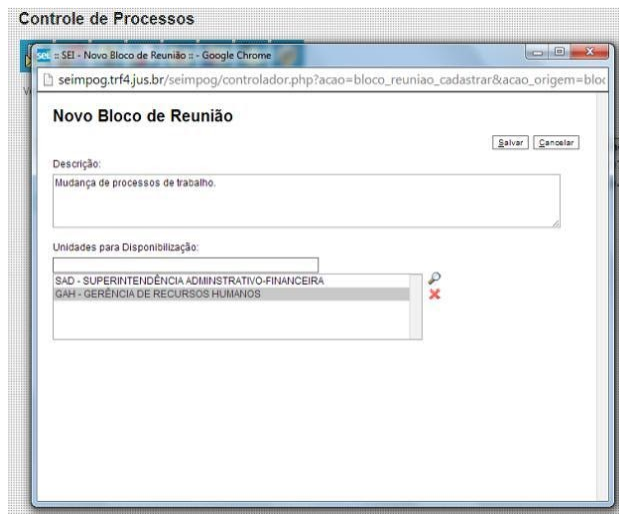 Controle de Processos
sei :: SEI - Novo Bloco de Reunião :: - Google Chrome
seimpog.trf4.jus.br/seimpog/controlador.php?acao=bloco_reuniao_cadastrar&acao_origem=bloc
Novo Bloco de Reunião
Salvar Cancelar
Descrição:
Mudança de processos de trabalho.
Unidades para Disponibilização:
SAD - SUPERINTENDÊNCIA ADMINSTRATIVO-FINANCEIRA
GAH - GERÊNCIA DE RECURSOS HUMANOS